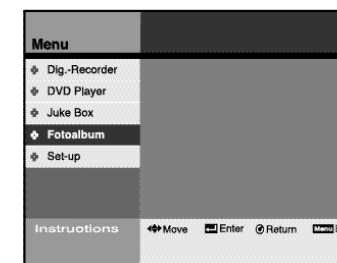 Menu
Dig.-Recorder
DVD Player
Juke Box
Fotoalbum
Set-up
Instructions Move Enter Return Menu